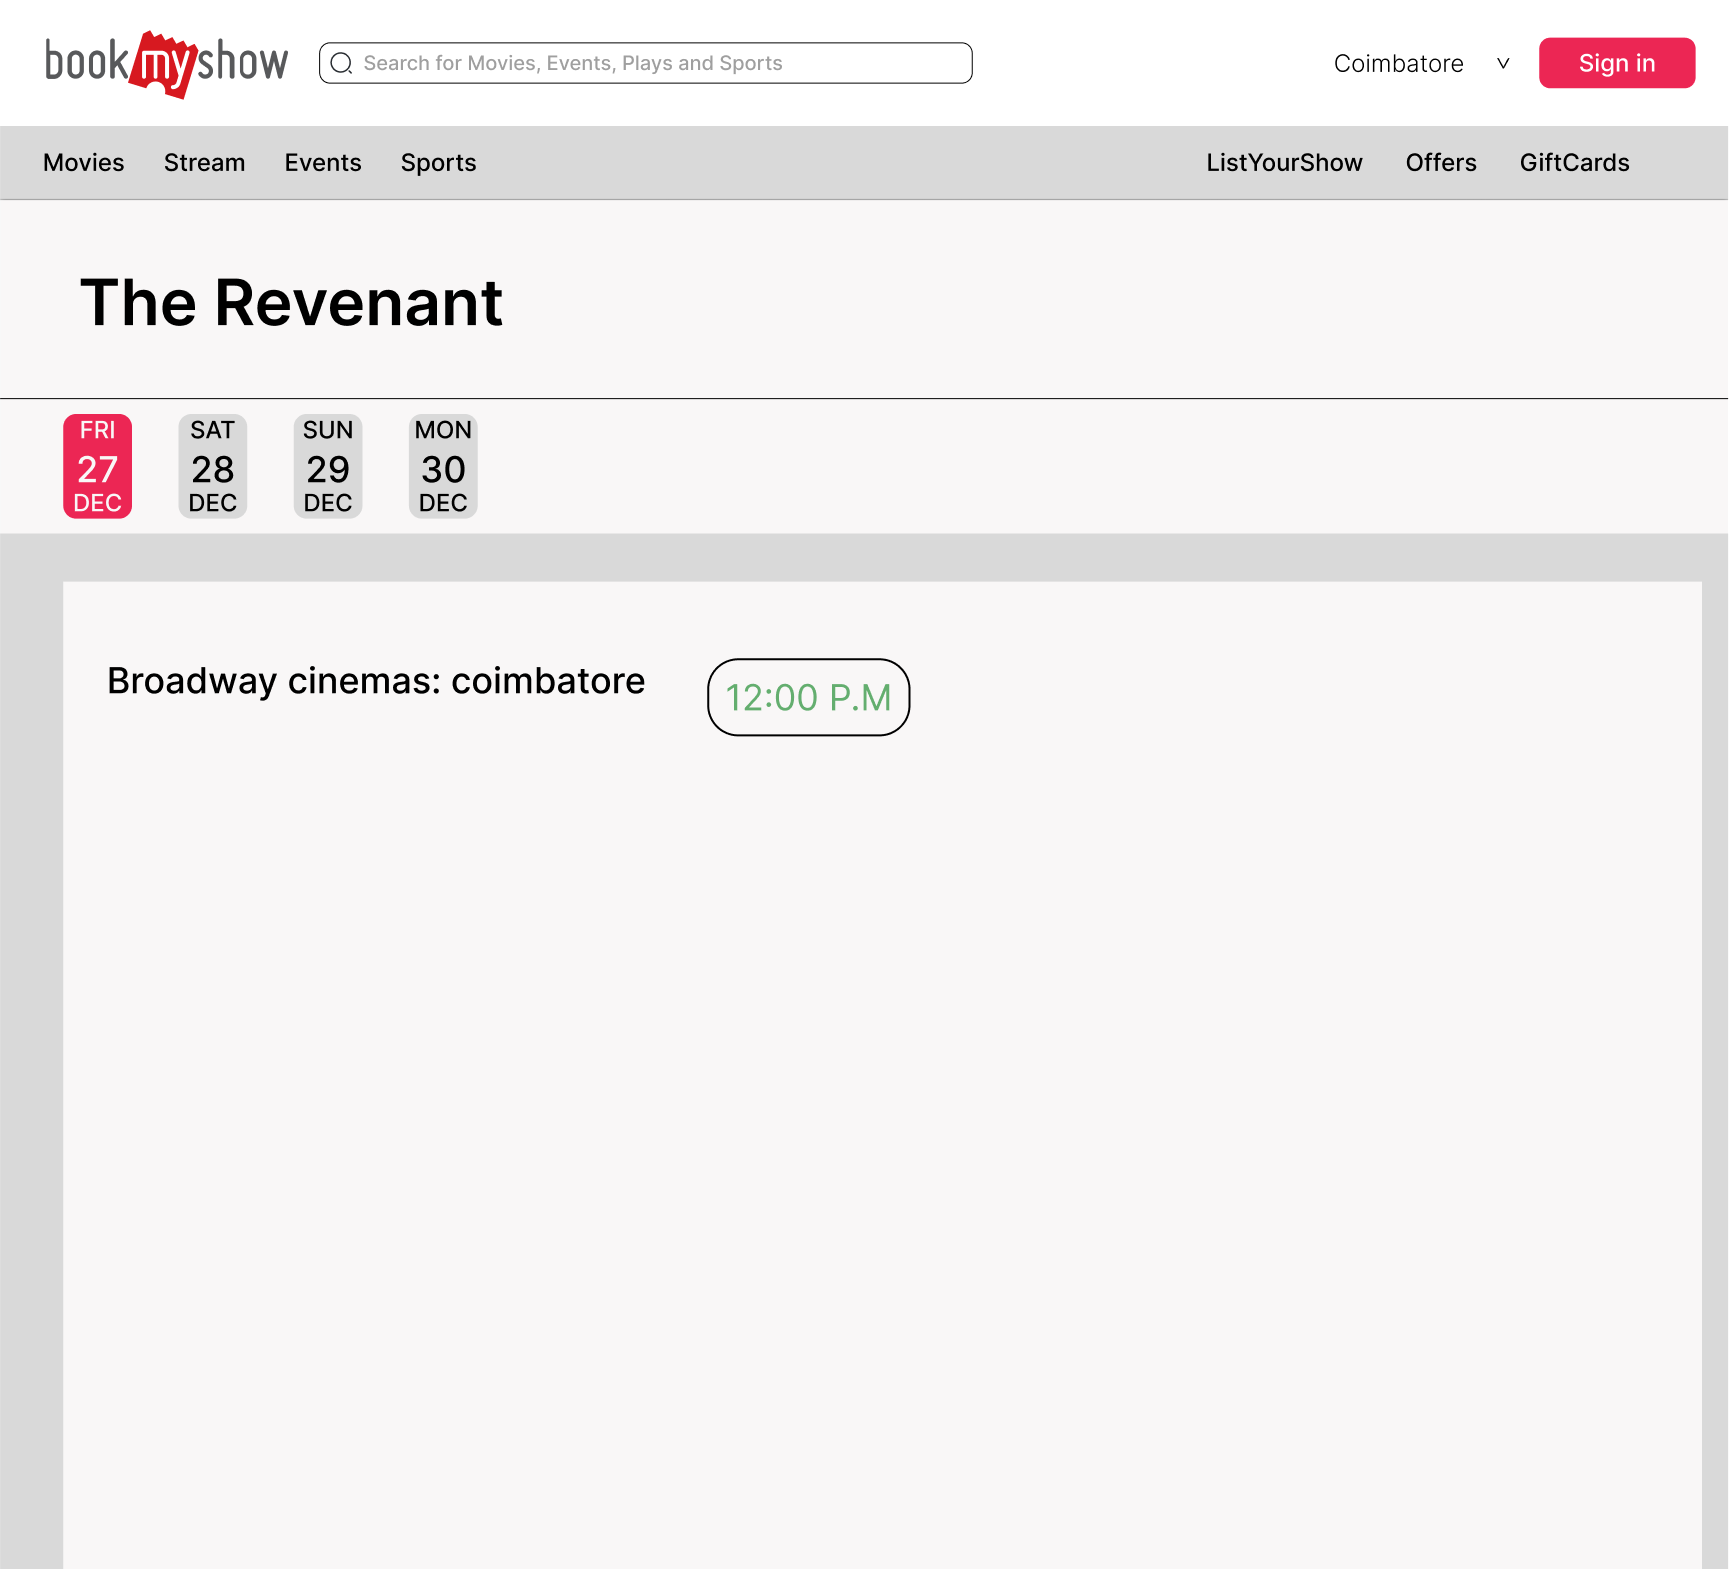 bookmyshow
Search for Movies, Events, Plays and Sports
Coimbatore
Sign in
Movies Stream Events Sports
ListYourShow Offers GiftCards
The Revenant
FRI
27
DEC
SAT
28
DEC
SUN
29
DEC
MON
30
DEC
Broadway cinemas: coimbatore
12:00 P.M